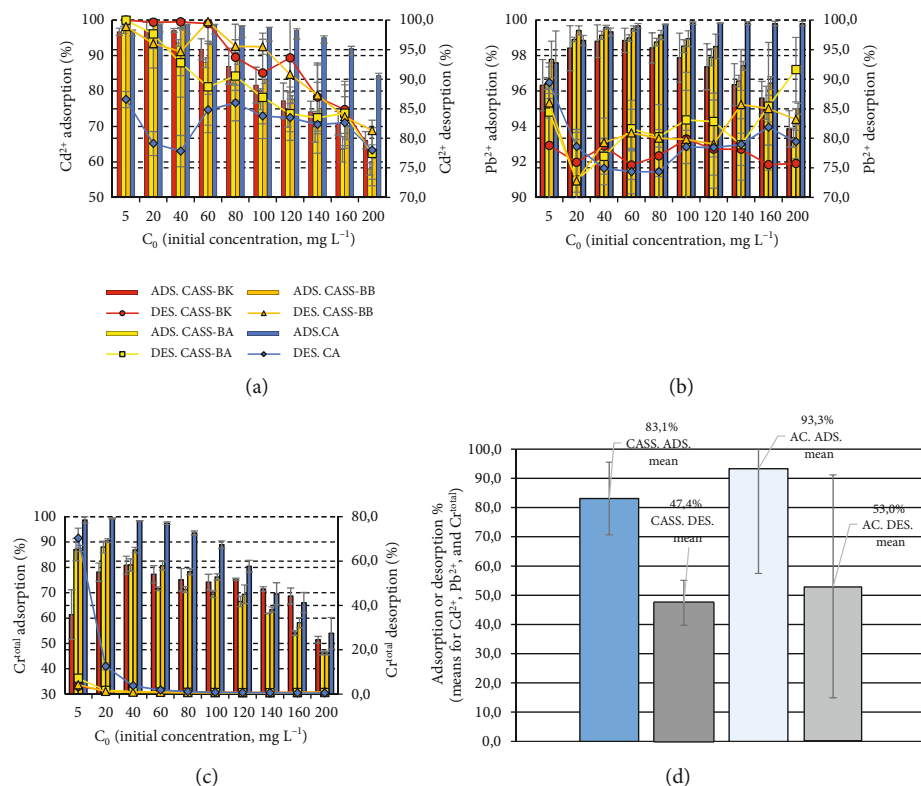 100
90
80
70
60
50
Cd2+ adsorption (%)
100,0
95,0
90,0
85,0
80,0
75,0
70,0
Cd2+ desorption (%)
5 20 40 60 80 100 120 140 160 200
C0 (initial concentration, mg L−1)
100
98
96
94
92
90
Pb2+ adsorption (%)
100,0
95,0
90,0
85,0
80,0
75,0
70,0
Pb2+ desorption (%)
5 20 40 60 80 100 120 140 160 200
C0 (initial concentration, mg L−1)
ADS. CASS-BK
DES. CASS-BK
ADS. CASS-BA
DES. CASS-BA
ADS. CASS-BB
DES. CASS-BB
ADS.CA
DES. CA
(a)
(b)
100
90
80
70
60
50
40
30
Crtotal adsorption (%)
80,0
60,0
40,0
20,0
0,0
Crtotal desorption (%)
5 20 40 60 80 100 120 140 160 200
C0 (initial concentration, mg L−1)
(c)
Adsorption or desorption %
(means for Cd2+, Pb2+, and Crtotal)
100,0
90,0
80,0
70,0
60,0
50,0
40,0
30,0
20,0
10,0
0,0
83,1%
CASS. ADS.
mean
47,4%
CASS. DES.
mean
93,3%
AC. ADS.
mean
53,0%
AC. DES.
mean
(d)